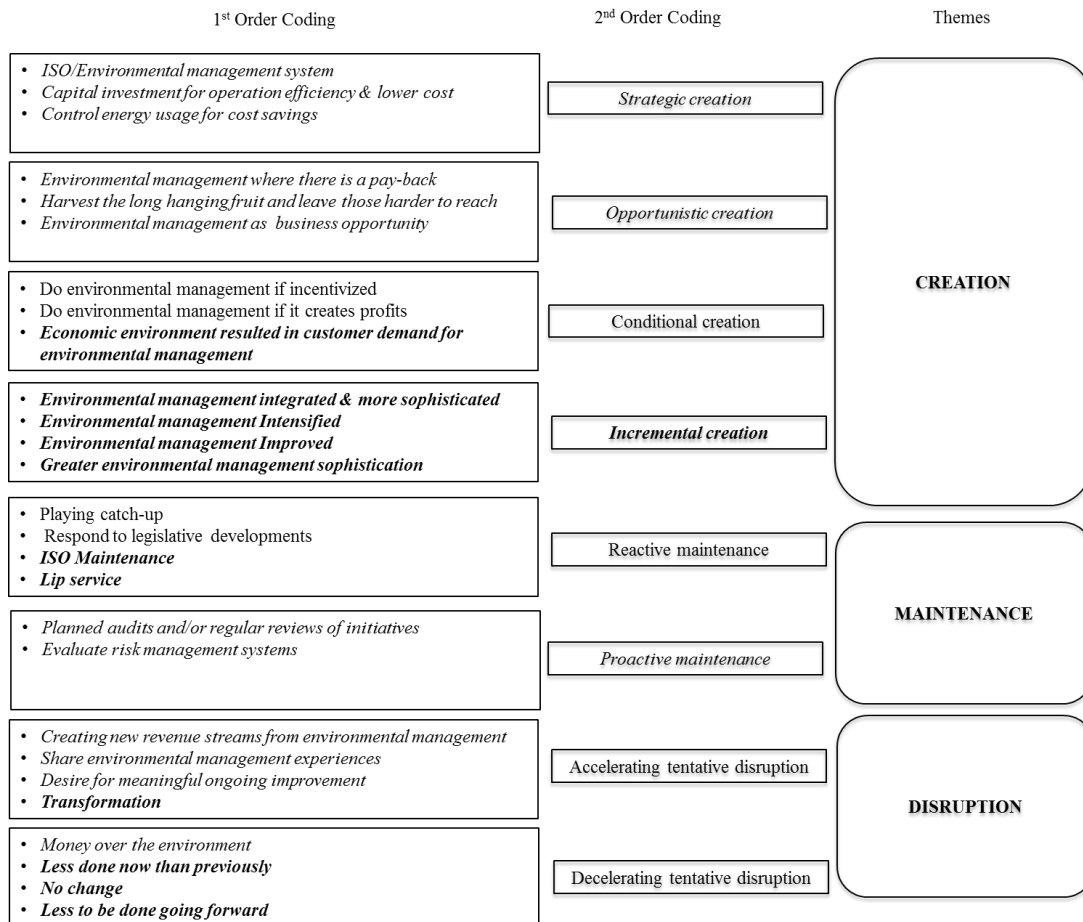 1st Order Coding
2nd Order Coding
Themes
• ISO/Environmental management system
• Capital investment for operation efficiency & lower cost
• Control energy usage for cost savings
Strategic creation
• Environmental management where there is a pay-back
• Harvest the long hanging fruit and leave those harder to reach
• Environmental management as business opportunity
Opportunistic creation
• Do environmental management if incentivized
• Do environmental management if it creates profits
• Economic environment resulted in customer demand for
environmental management
Conditional creation
• Environmental management integrated & more sophisticated
• Environmental management Intensified
• Environmental management Improved
• Greater environmental management sophistication
Incremental creation
CREATION
• Playing catch-up
• Respond to legislative developments
• ISO Maintenance
• Lip service
Reactive maintenance
• Planned audits and/or regular reviews of initiatives
• Evaluate risk management systems
Proactive maintenance
MAINTENANCE
• Creating new revenue streams from environmental management
• Share environmental management experiences
• Desire for meaningful ongoing improvement
• Transformation
Accelerating tentative disruption
• Money over the environment
• Less done now than previously
• No change
• Less to be done going forward
Decelerating tentative disruption
DISRUPTION